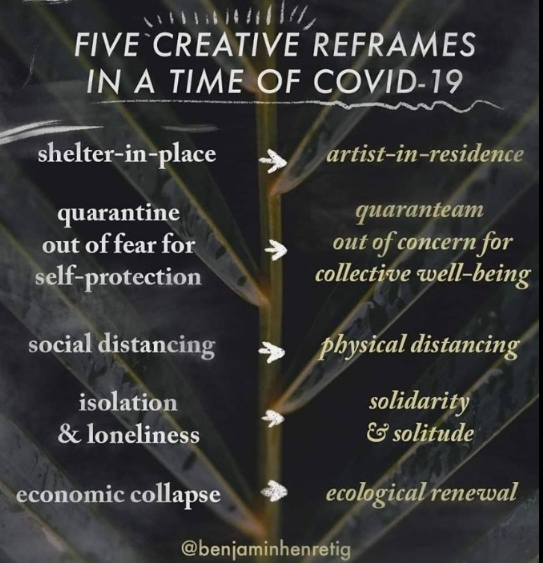 FIVE CREATIVE REFRAMES
IN A TIME OF COVID-19
shelter-in-place
artist-in-residence
quarantine
out of fear for
self-protection
quaranteam
out of concern for
collective well-being
social distancing
physical distancing
isolation
& loneliness
solidarity
& solitude
economic collapse
ecological renewal
@benjaminhenretig